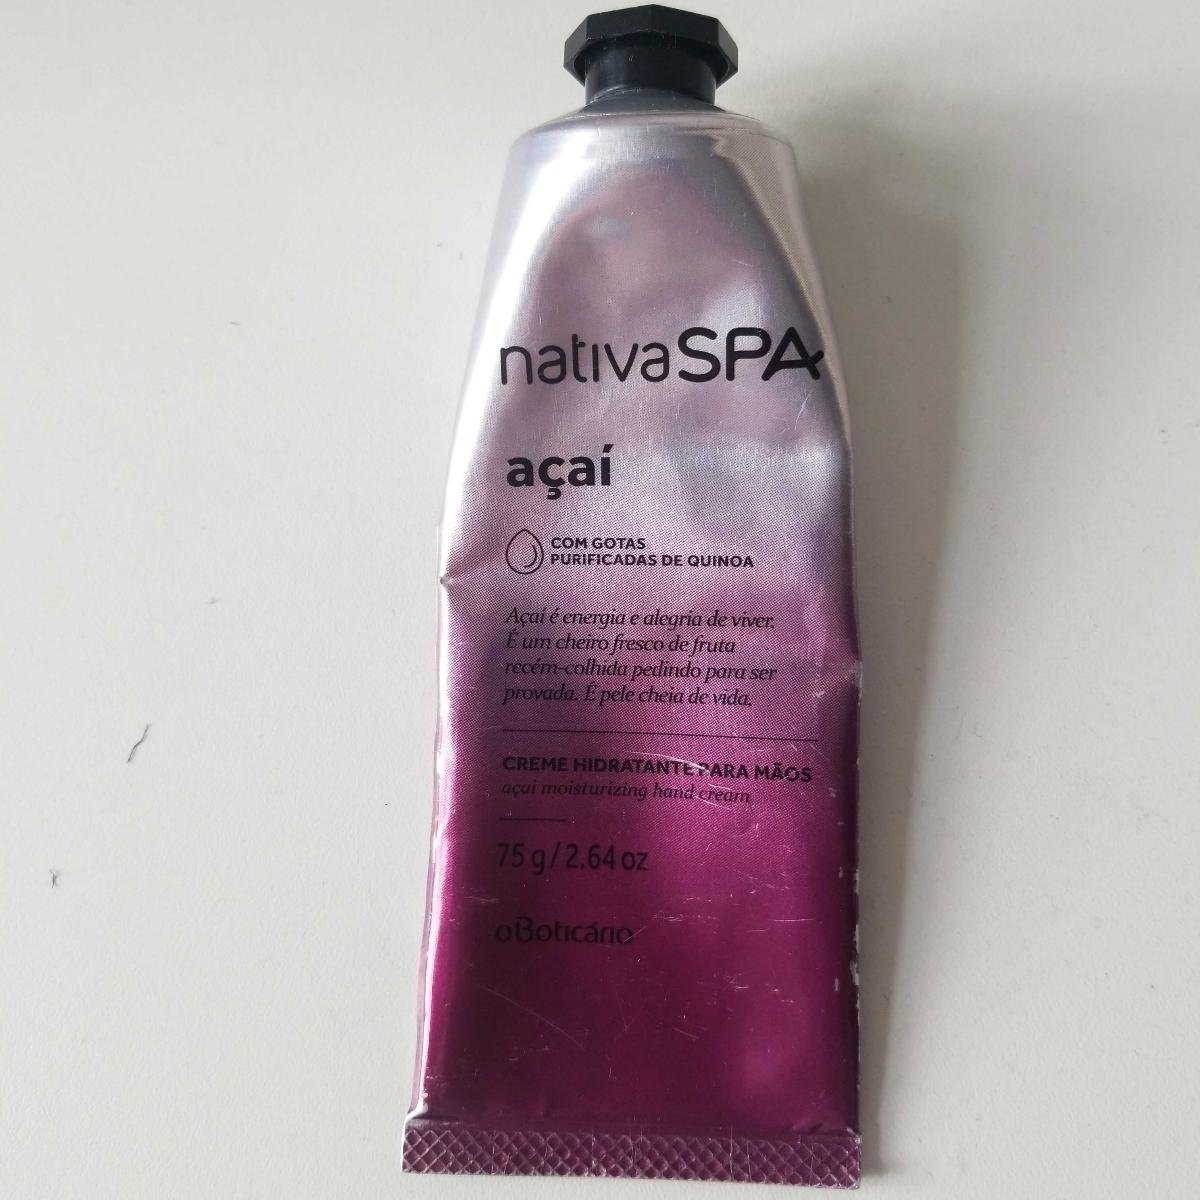 nativaSPA
açaí
COM GOTAS
PURIFICADAS DE QUINOA
Açaí é energia e alegria de viver.
É um cheiro fresco de fruta
recém-colhida pedindo para ser
provada. É pele cheia de vida.
CREME HIDRATANTE PARA MÃOS
açaí moisturizing hand cream
75 g / 2.64 oz
oBoticário